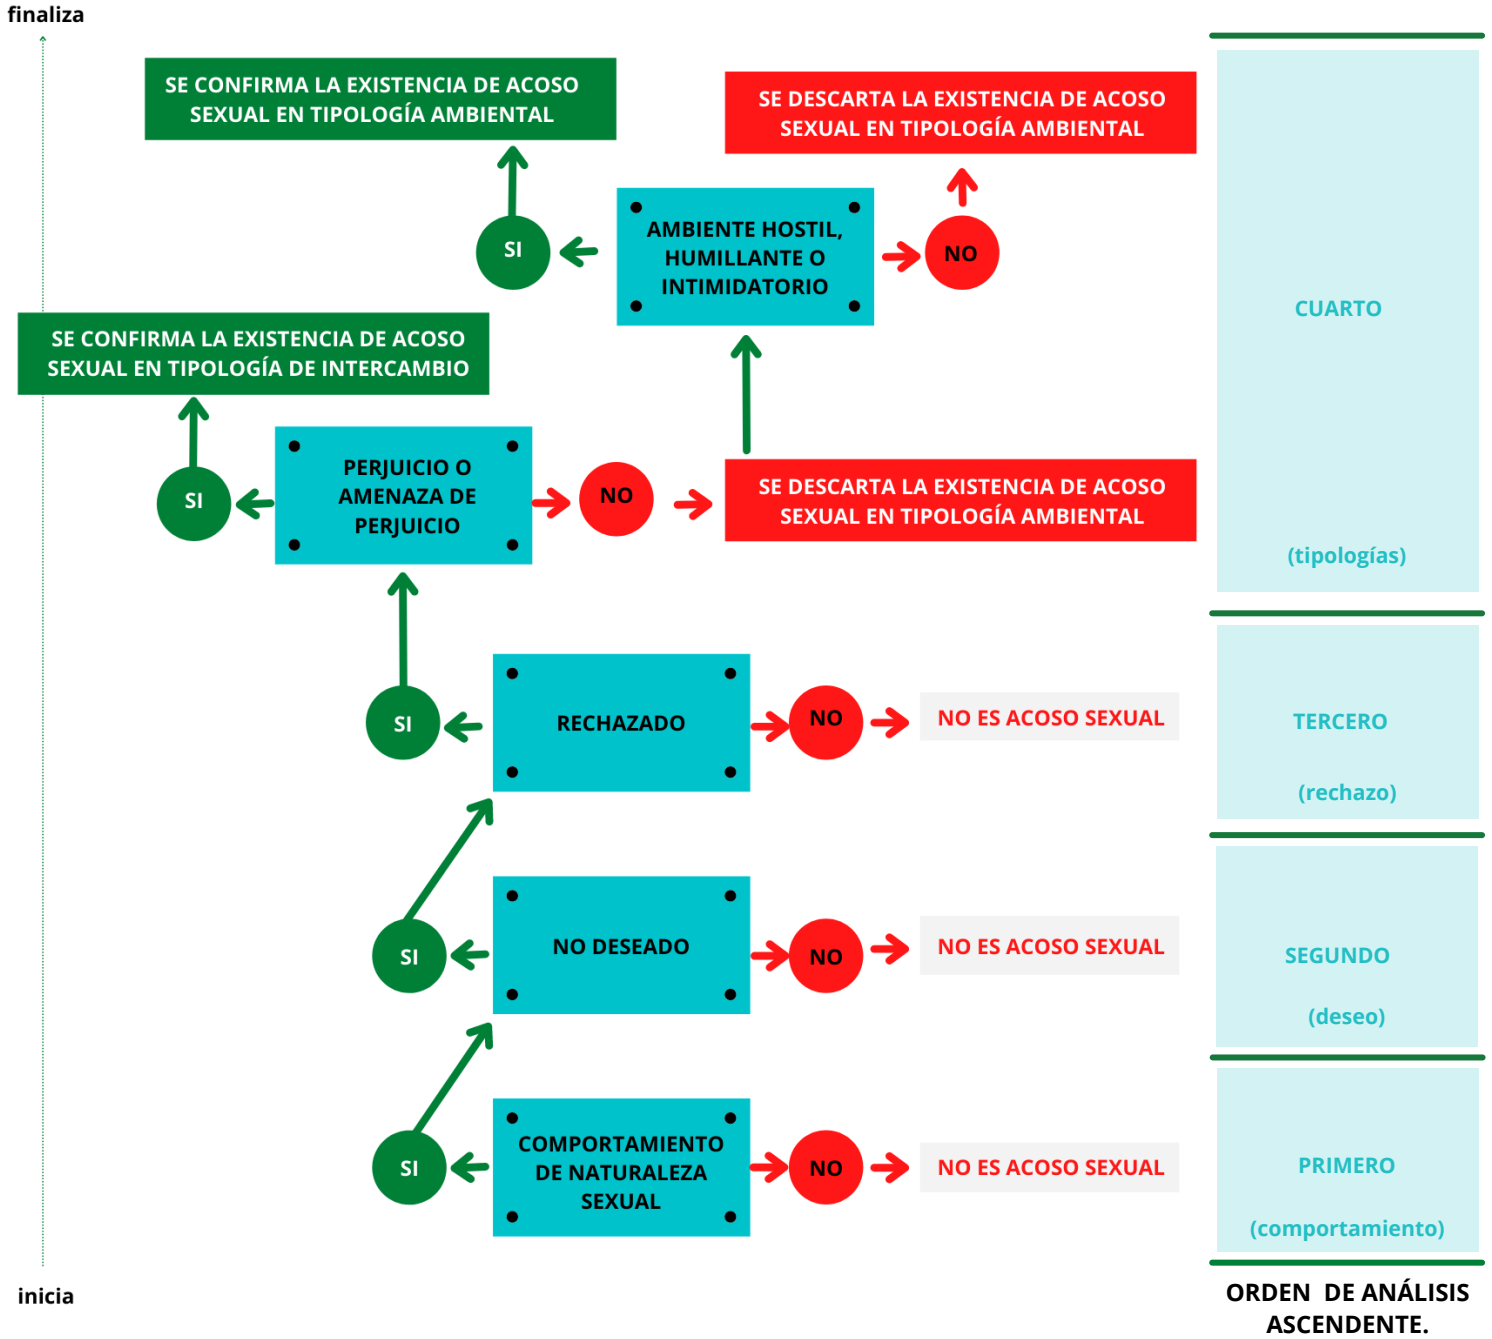 finaliza
SE CONFIRMA LA EXISTENCIA DE ACOSO
SEXUAL EN TIPOLOGÍA AMBIENTAL
SE DESCARTA LA EXISTENCIA DE ACOSO
SEXUAL EN TIPOLOGÍA AMBIENTAL
SI
AMBIENTE HOSTIL,
HUMILLANTE O
INTIMIDATORIO
NO
CUARTO
SE CONFIRMA LA EXISTENCIA DE ACOSO
SEXUAL EN TIPOLOGÍA DE INTERCAMBIO
SI
PERJUICIO O
AMENAZA DE
PERJUICIO
NO
SE DESCARTA LA EXISTENCIA DE ACOSO
SEXUAL EN TIPOLOGÍA AMBIENTAL
(tipologías)
SI
RECHAZADO
NO
NO ES ACOSO SEXUAL
TERCERO
(rechazo)
SI
NO DESEADO
NO
NO ES ACOSO SEXUAL
SEGUNDO
(deseo)
SI
COMPORTAMIENTO
DE NATURALEZA
SEXUAL
NO
NO ES ACOSO SEXUAL
PRIMERO
(comportamiento)
inicia
ORDEN DE ANÁLISIS
ASCENDENTE.